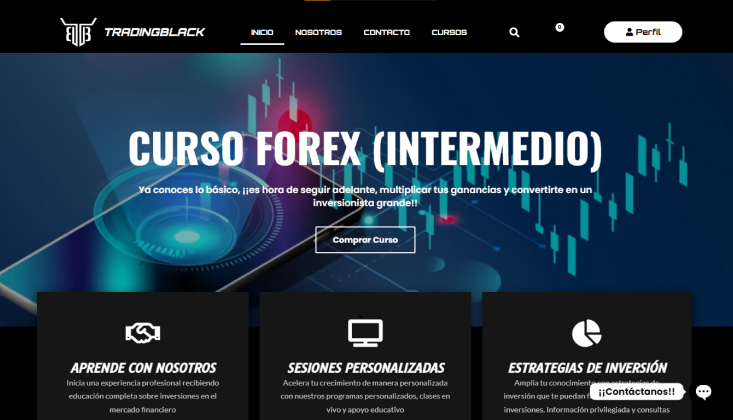 TRADINGBLACK
INICIO NOSOTROS CONTACTO CURSOS 0 Perfil
CURSO FOREX (INTERMEDIO)
Ya conoces lo básico, ¡¡es hora de seguir adelante, multiplicar tus ganancias y convertirte en un
inversionista grande!!
Comprar Curso
APRENDE CON NOSOTROS
Inicia una experiencia profesional recibiendo
educación completa sobre inversiones en el
mercado financiero
SESIONES PERSONALIZADAS
Acelera tu crecimiento de manera personalizada
con nuestros programas personalizados, clases en
vivo y apoyo educativo
ESTRATEGIAS DE INVERSIÓN
Amplia tu conocimiento con estrategias de
inversión que te puedan
inversiones. Información privilegiada y consultas
¡¡Contáctanos!!